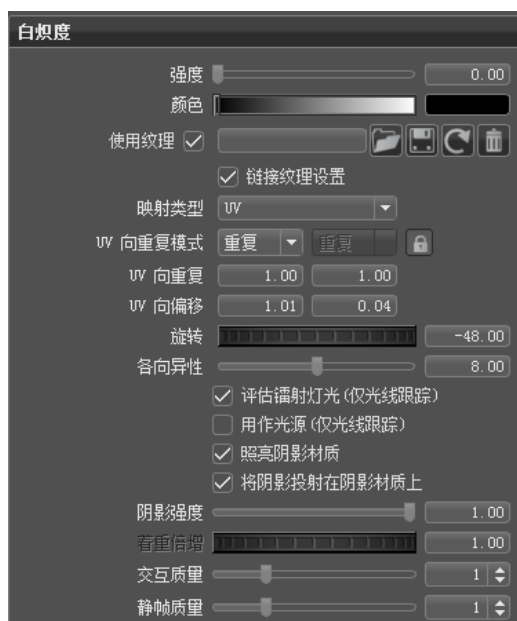 白炽度
强度 0.00
颜色
使用纹理
链接纹理设置
映射类型 UV
UV 向重复模式 重复 重复
UV 向重复 1.00 1.00
UV 向偏移 1.01 0.04
旋转 -48.00
各向异性 8.00
评估镭射灯光(仅光线跟踪)
用作光源(仅光线跟踪)
照亮阴影材质
将阴影投射在阴影材质上
阴影强度 1.00
着重倍增 1.00
交互质量 1
静帧质量 1